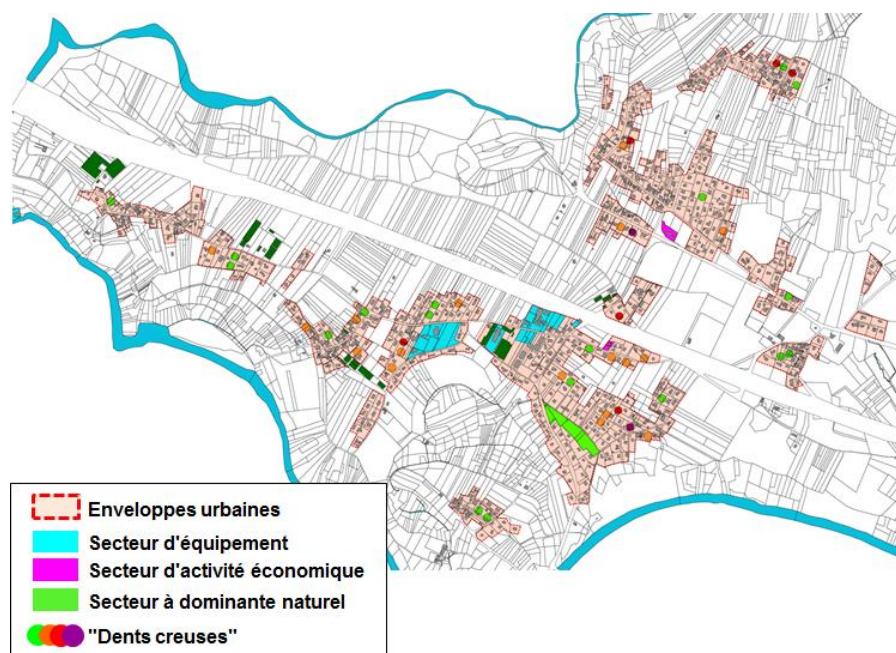 Enveloppes urbaines
Secteur d'équipement
Secteur d'activité économique
Secteur à dominante naturel
"Dents creuses"